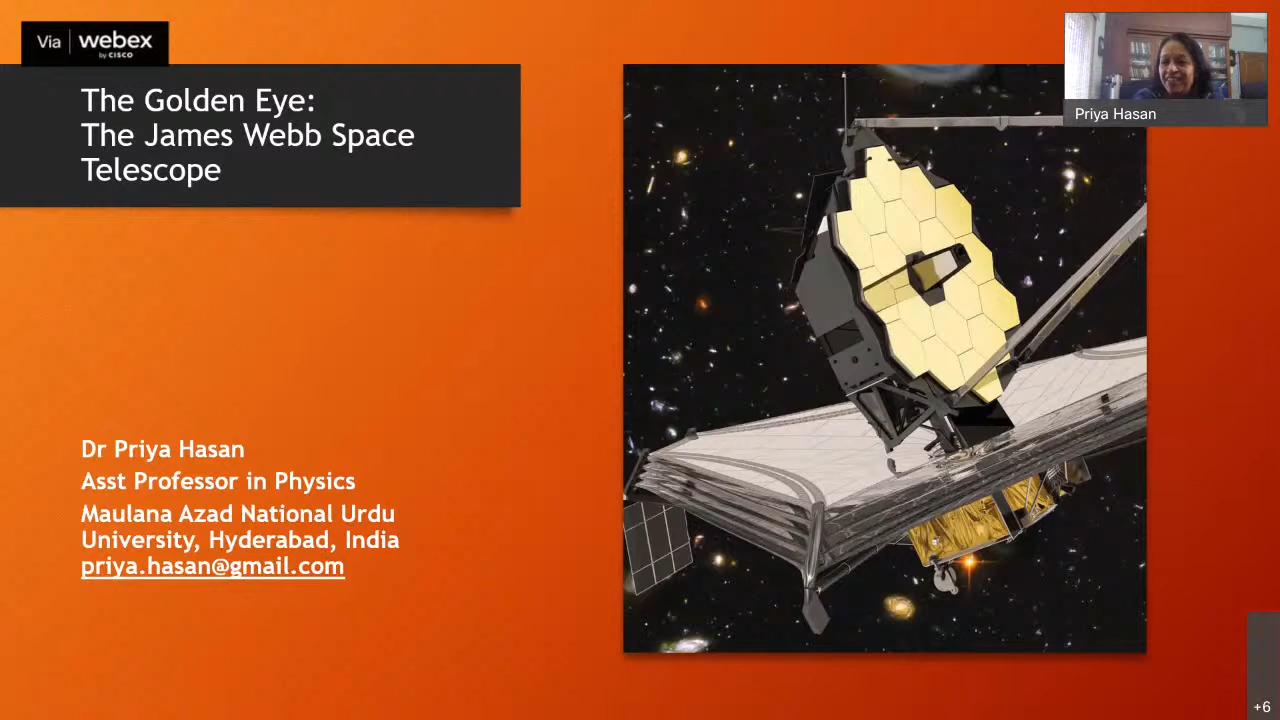 Via webex
by CISCO
The Golden Eye:
The James Webb Space
Telescope
Priya Hasan
Dr Priya Hasan
Asst Professor in Physics
Maulana Azad National Urdu
University, Hyderabad, India
priya.hasan@gmail.com
+6